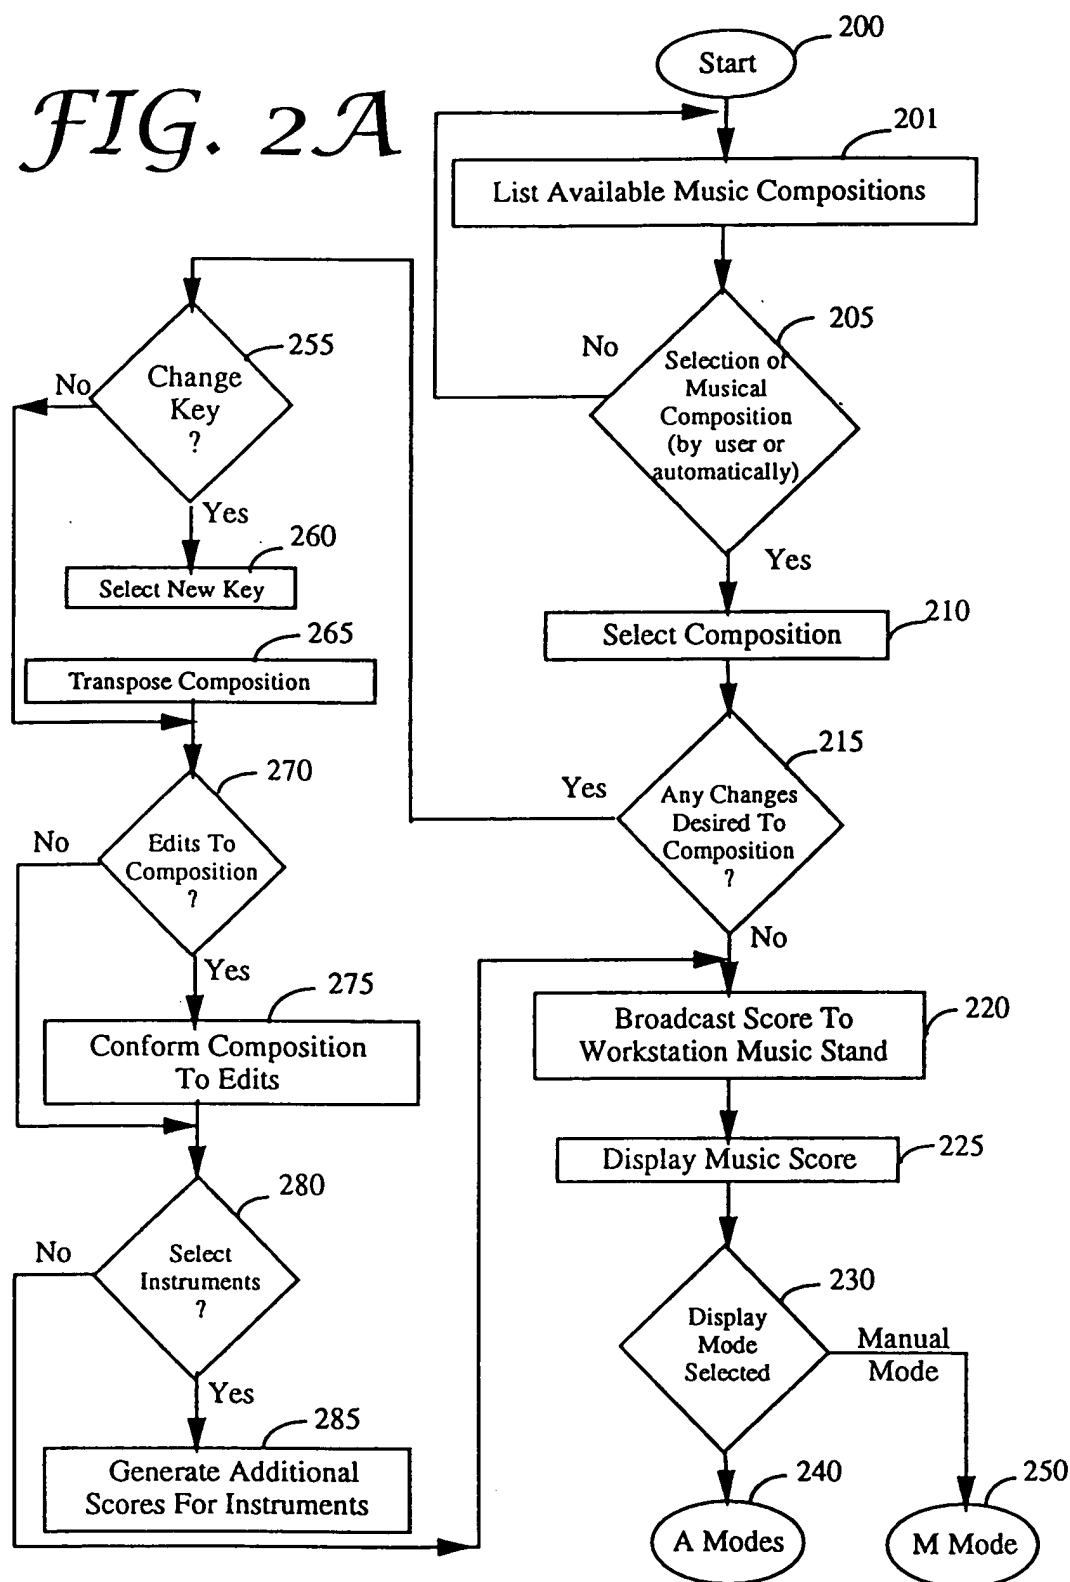 FIG. 2A
200
Start
201
List Available Music Compositions
205
No
Selection of
Musical
Composition
(by user or
automatically)
Yes
210
Select Composition
215
Yes
Any Changes
Desired To
Composition
?
No
220
Broadcast Score To
Workstation Music Stand
225
Display Music Score
230
Display
Mode
Selected
Manual
Mode
240
A Modes
250
M Mode
255
No
Change
Key
?
Yes
260
Select New Key
265
Transpose Composition
270
No
Edits To
Composition
?
Yes
275
Conform Composition
To Edits
280
No
Select
Instruments
?
Yes
285
Generate Additional
Scores For Instruments